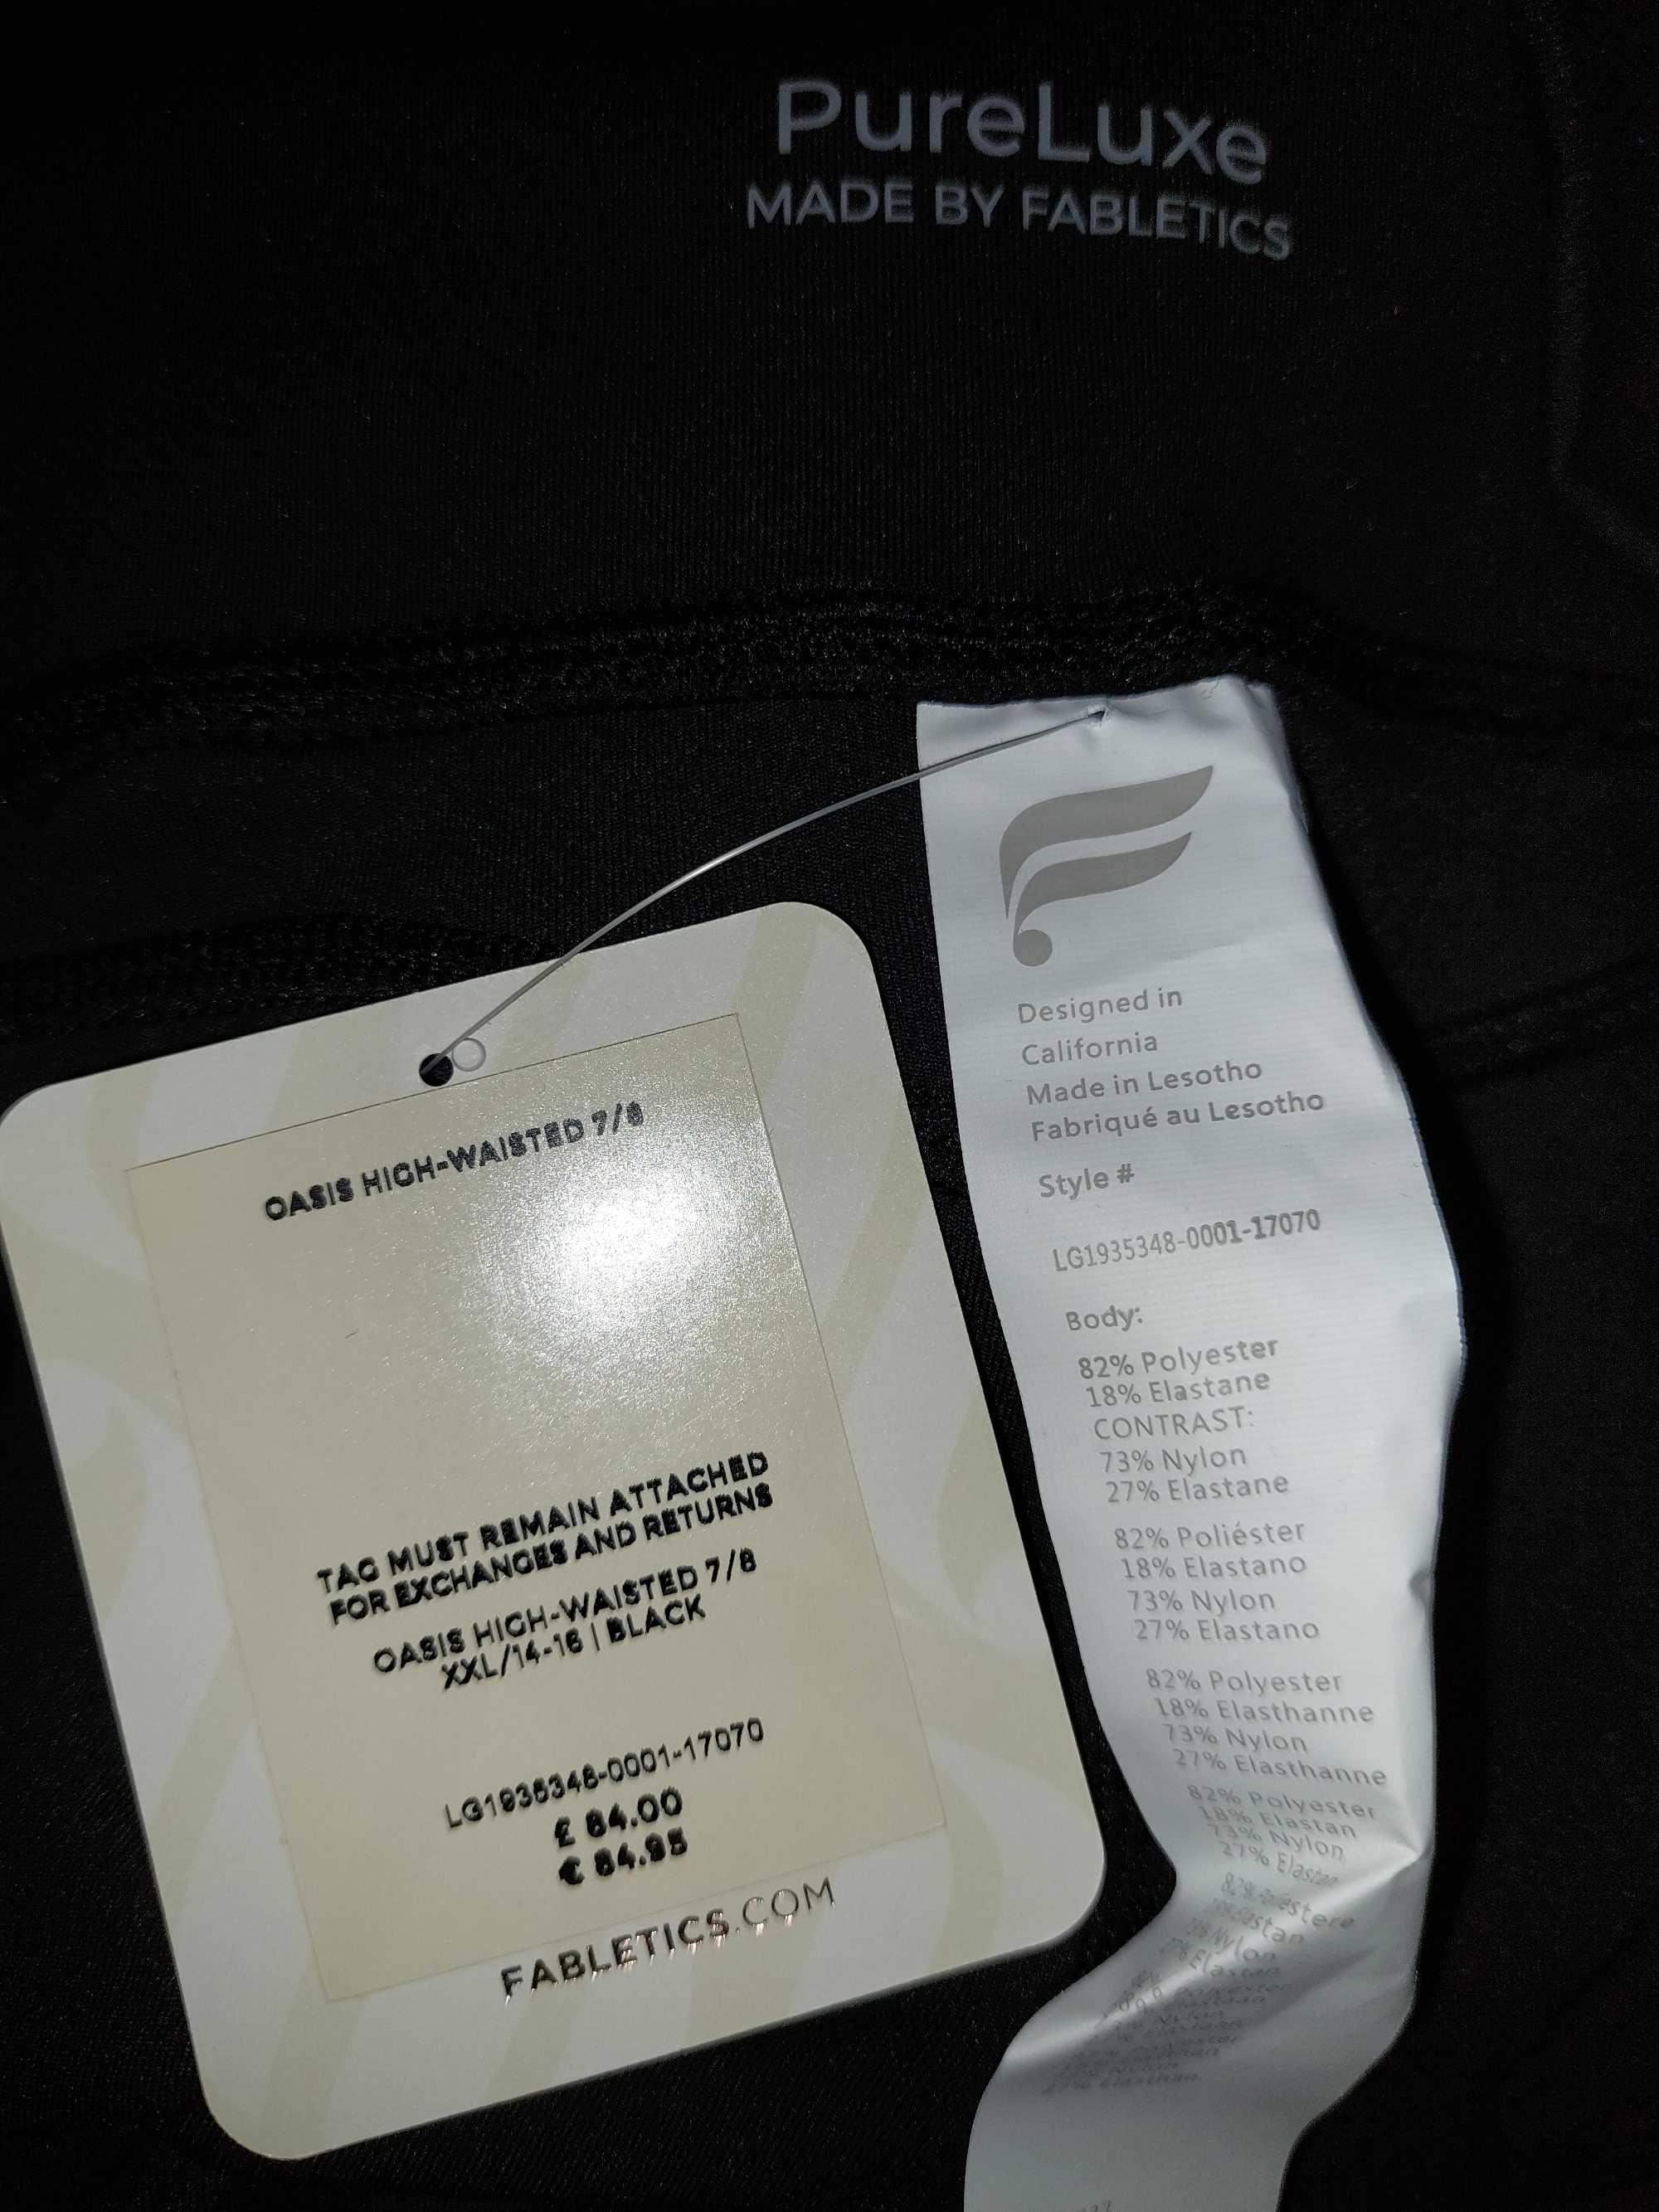 PureLuxe
MADE BY FABLETICS
OASIS HIGH-WAISTED 7/8
TAG MUST REMAIN ATTACHED
FOR EXCHANGES AND RETURNS
OASIS HIGH-WAISTED 7/8
XXL/14-16 | BLACK
LG1935348-0001-17070
£ 84.00
€ 84.95
FABLETICS.COM
Designed in
California
Made in Lesotho
Fabriqué au Lesotho
Style #
LG1935348-0001-17070
Body:
82% Polyester
18% Elastane
CONTRAST:
73% Nylon
27% Elastane
82% Poliéster
18% Elastano
73% Nylon
27% Elastano
82% Polyester
18% Elasthanne
73% Nylon
27% Elasthanne
82% Polyester
18% Elastan
73% Nylon
27% Elastan